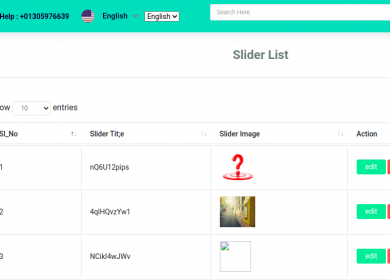 Help : +01305976639
English
English
Search Here
Slider List
ow 10 entries
Sl_No Slider Tit;e Slider Image Action
1 nQ6U12pips edit
2 4qlHQvzYw1 edit
3 NCikl4wJWv edit